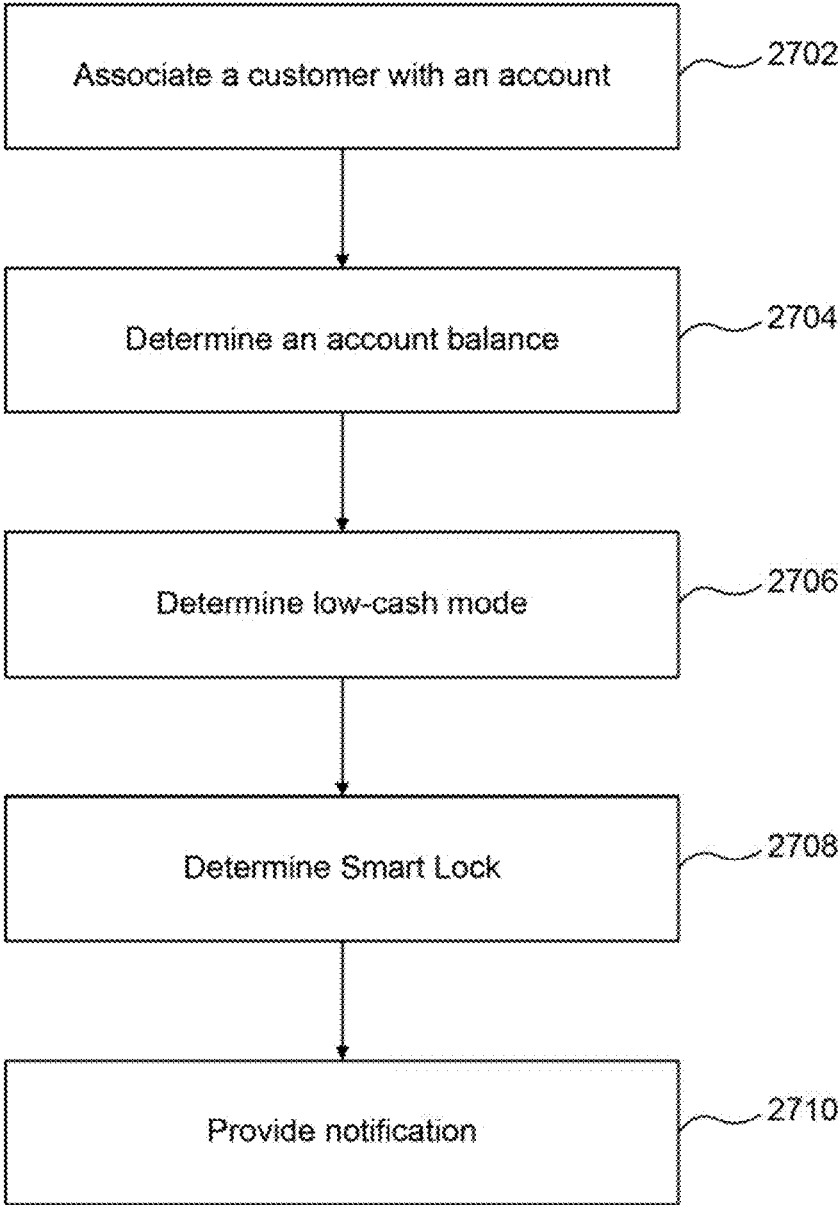 Associate a customer with an account
2702
Determine an account balance
2704
Determine low-cash mode
2706
Determine Smart Lock
2708
Provide notification
2710